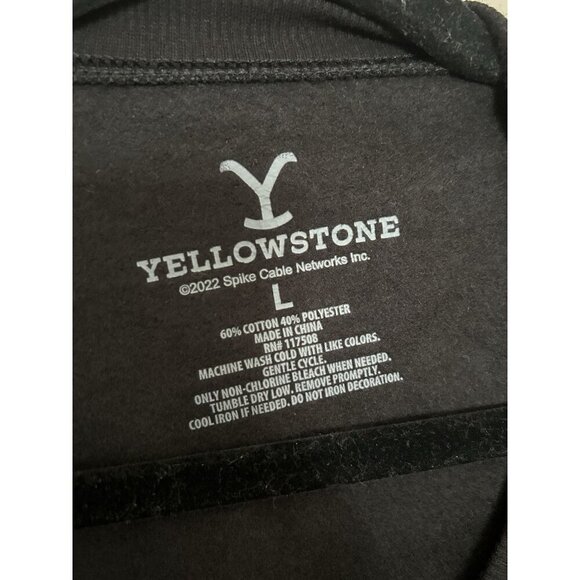 Y
YELLOWSTONE
©2022 Spike Cable Networks Inc.
L
60% COTTON 40% POLYESTER
MADE IN CHINA
RN# 117508
MACHINE WASH COLD WITH LIKE COLORS.
GENTLE CYCLE.
ONLY NON-CHLORINE BLEACH WHEN NEEDED.
TUMBLE DRY LOW. REMOVE PROMPTLY.
COOL IRON IF NEEDED. DO NOT IRON DECORATION.